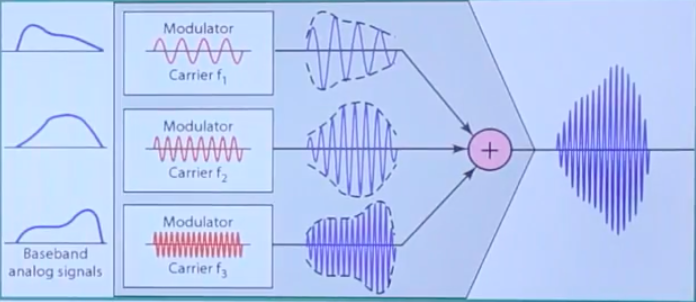 Modulator
Carrier f₁
Modulator
Carrier f₂
+
Modulator
Carrier f₃
Baseband
analog signals